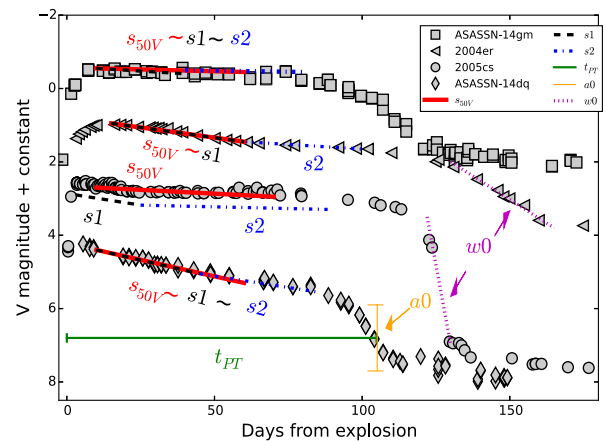 s50V ~ s1 ~ s2
s50V ~ s1
s2
s50V
s1
s2
s50V ~ s1 ~ s2
w0
a0
tPT
ASASSN-14gm
2004er
2005cs
ASASSN-14dq
s50V
s1
s2
tPT
a0
w0
V magnitude + constant
−2
0
2
4
6
8
0
50
100
150
Days from explosion